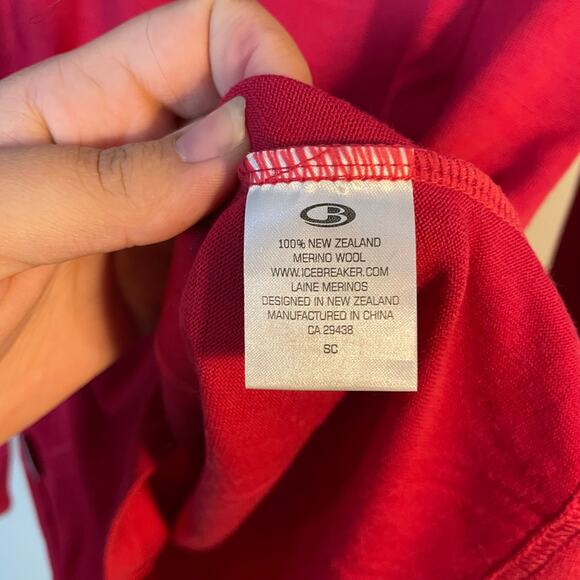 100% NEW ZEALAND
MERINO WOOL
WWW.ICEBREAKER.COM
LAINE MERINOS
DESIGNED IN NEW ZEALAND
MANUFACTURED IN CHINA
CA 29438
SC